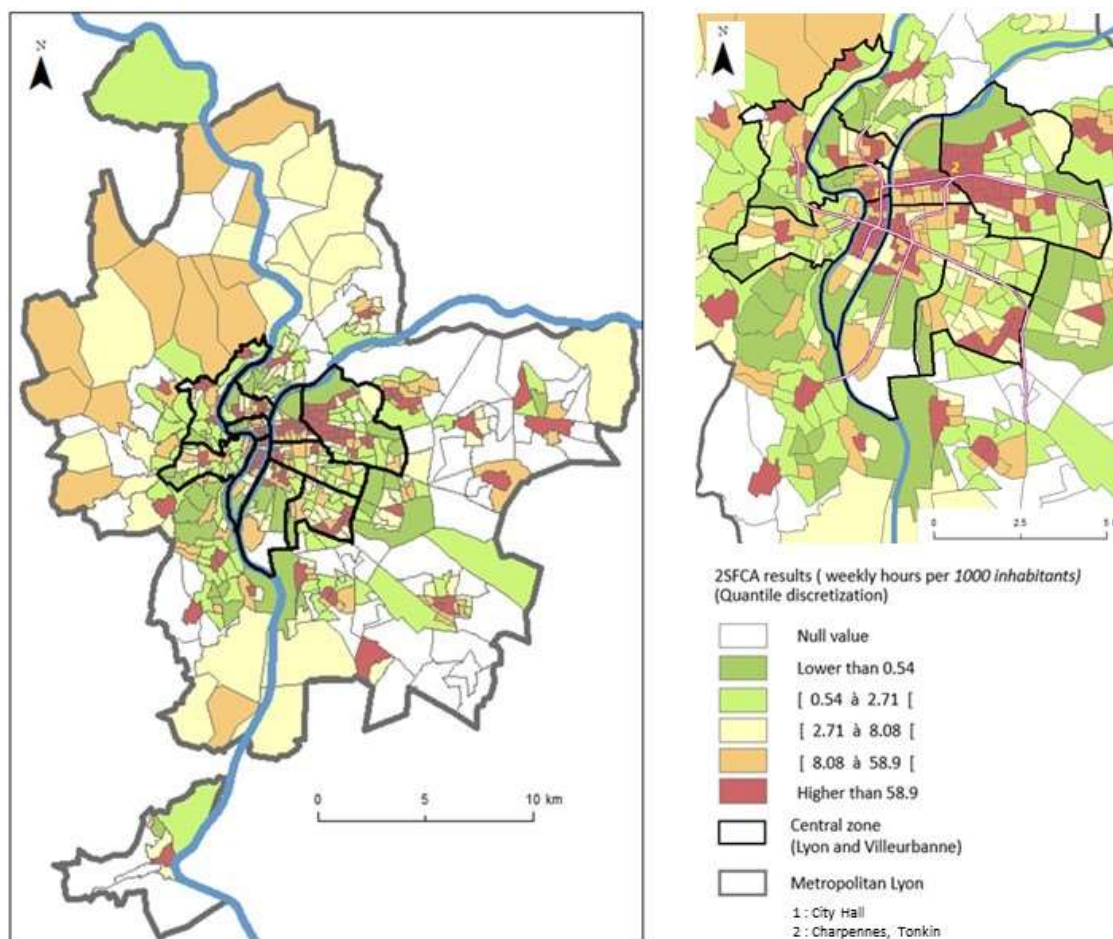 N
0
5
10 km
N
1
2
0
2.5
2SFCA results ( weekly hours per 1000 inhabitants)
(Quantile discretization)
Null value
Lower than 0.54
[ 0.54 à 2.71 [
[ 2.71 à 8.08 [
[ 8.08 à 58.9 [
Higher than 58.9
Central zone
(Lyon and Villeurbanne)
Metropolitan Lyon
1 : City Hall
2 : Charpennes, Tonkin